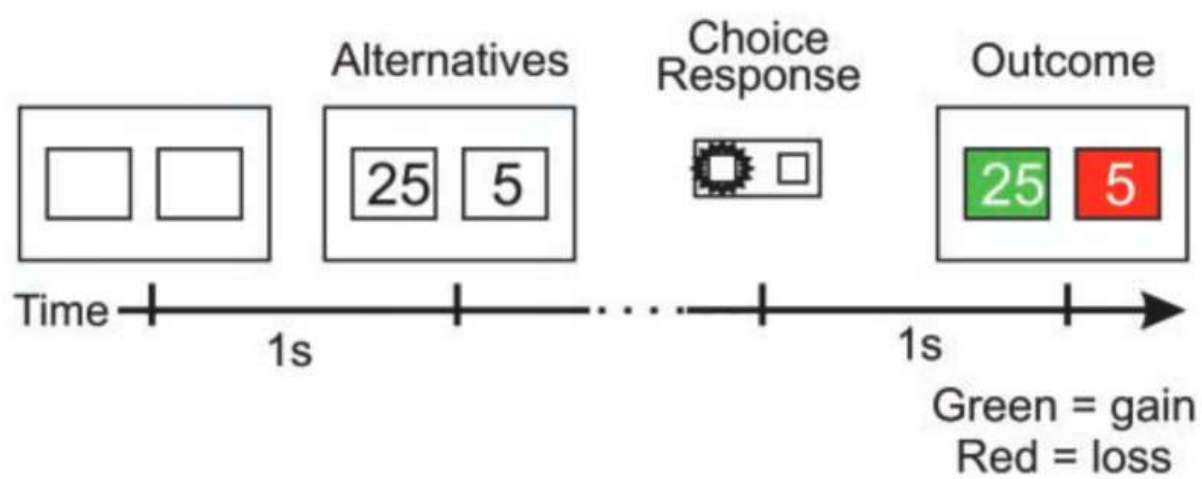 Alternatives
Choice
Response
Outcome
25 5
25 5
Time
1s
1s
Green = gain
Red = loss